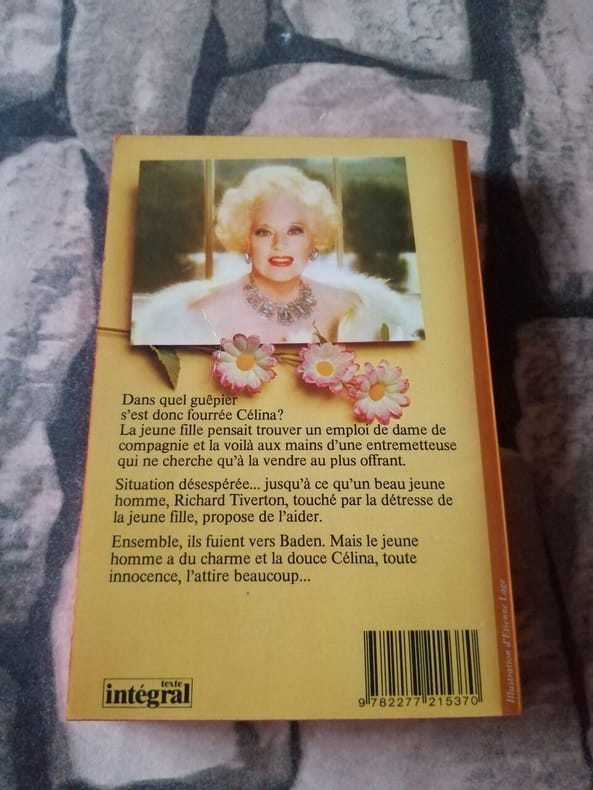 Dans quel guêpier
s'est donc fourrée Célina?
La jeune fille pensait trouver un emploi de dame de
compagnie et la voilà aux mains d'une entremetteuse
qui ne cherche qu'à la vendre au plus offrant.
Situation désespérée... jusqu'à ce qu'un beau jeune
homme, Richard Tiverton, touché par la détresse de
la jeune fille, propose de l'aider.
Ensemble, ils fuient vers Baden. Mais le jeune
homme a du charme et la douce Célina, toute
innocence, l'attire beaucoup...
texte
intégral
9 782277 215370
Illustration d'Etienne Lage